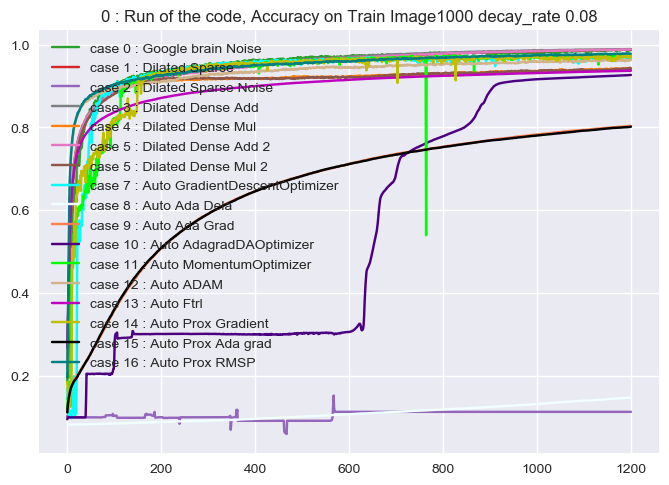 0 : Run of the code, Accuracy on Train Image1000 decay_rate 0.08
1.0
case 0 : Google brain Noise
case 1 : Dilated Sparse
case 2 : Dilated Sparse Noise
case 3 : Dilated Dense Add
case 4 : Dilated Dense Mul
0.8
case 5 : Dilated Dense Add 2
case 5 : Dilated Dense Mul 2
case 7 : Auto GradientDescentOptimizer
0.6
case 8 : Auto Ada Dela
case 9 : Auto Ada Grad
case 10 : Auto AdagradDAOptimizer
case 11 : Auto MomentumOptimizer
0.4
case 12 : Auto ADAM
case 13 : Auto Ftrl
case 14 : Auto Prox Gradient
case 15 : Auto Prox Ada grad
case 16 : Auto Prox RMSP
0.2
0 200 400 600 800 1000 1200